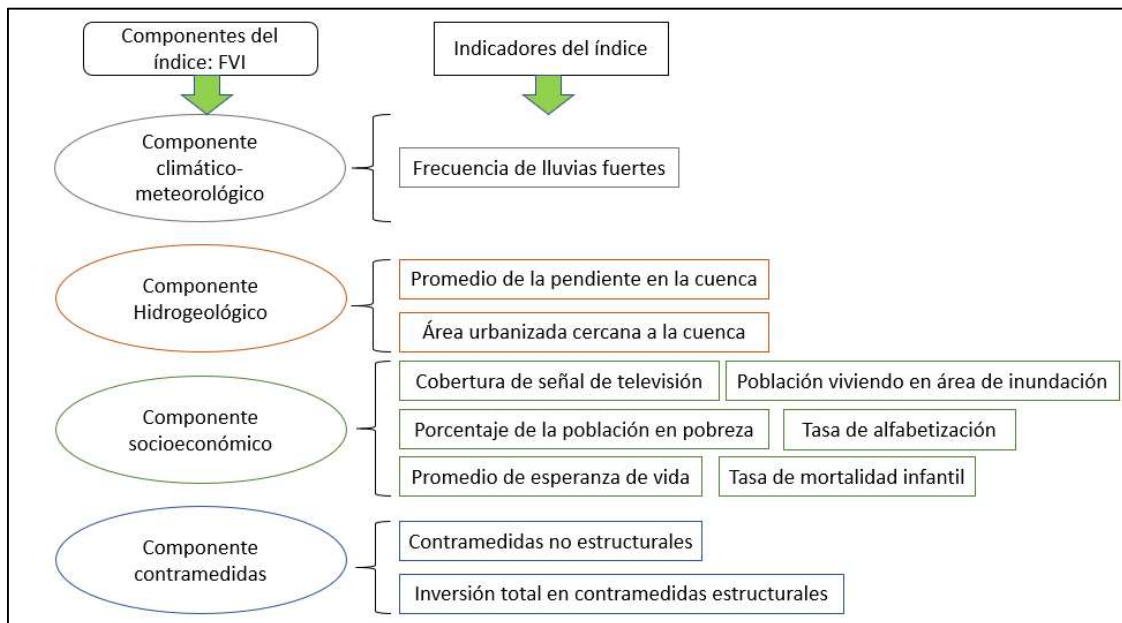 Componentes del
índice: FVI
Indicadores del índice
Componente
climático-
meteorológico
Frecuencia de lluvias fuertes
Componente
Hidrogeológico
Promedio de la pendiente en la cuenca
Área urbanizada cercana a la cuenca
Componente
socioeconómico
Cobertura de señal de televisión
Población viviendo en área de inundación
Porcentaje de la población en pobreza
Tasa de alfabetización
Promedio de esperanza de vida
Tasa de mortalidad infantil
Componente
contramedidas
Contramedidas no estructurales
Inversión total en contramedidas estructurales